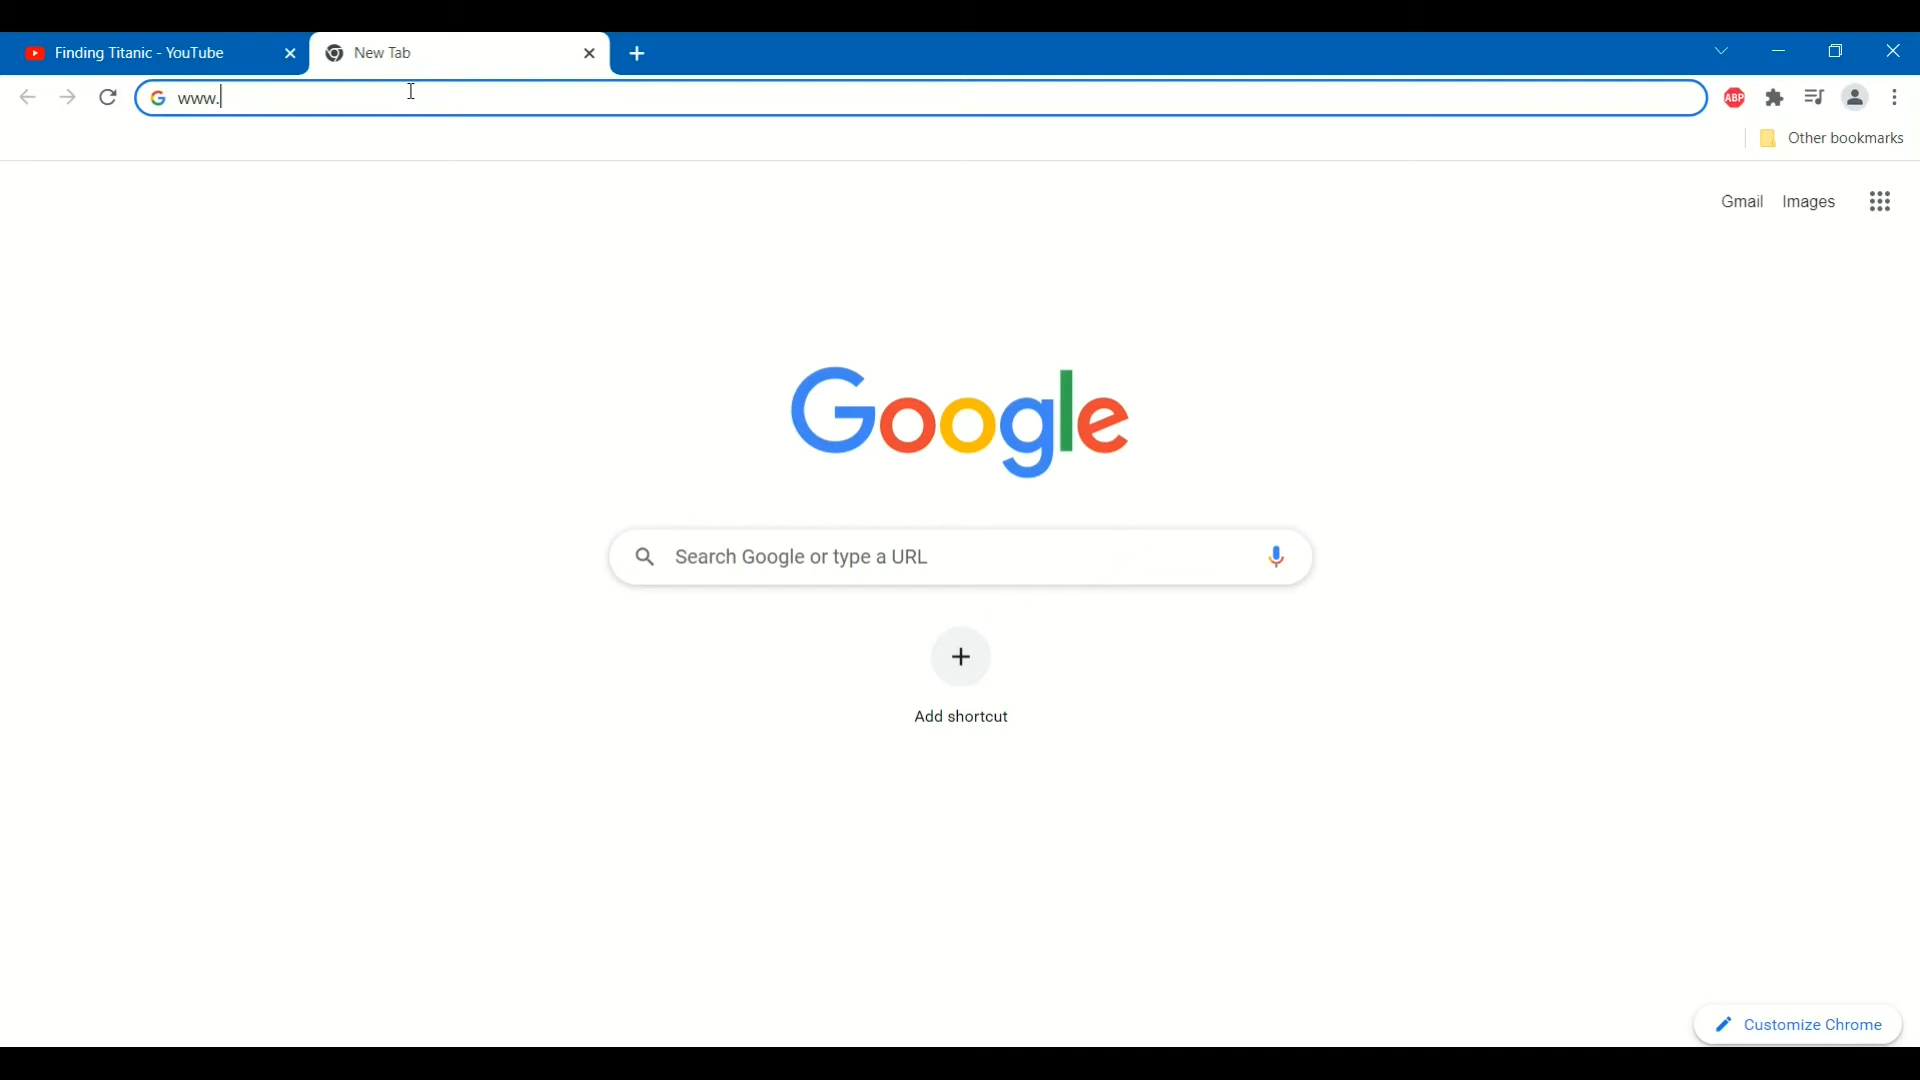 Finding Titanic - YouTube
New Tab
www.
ABP
Other bookmarks
Gmail Images
Google
Search Google or type a URL
Add shortcut
Customize Chrome